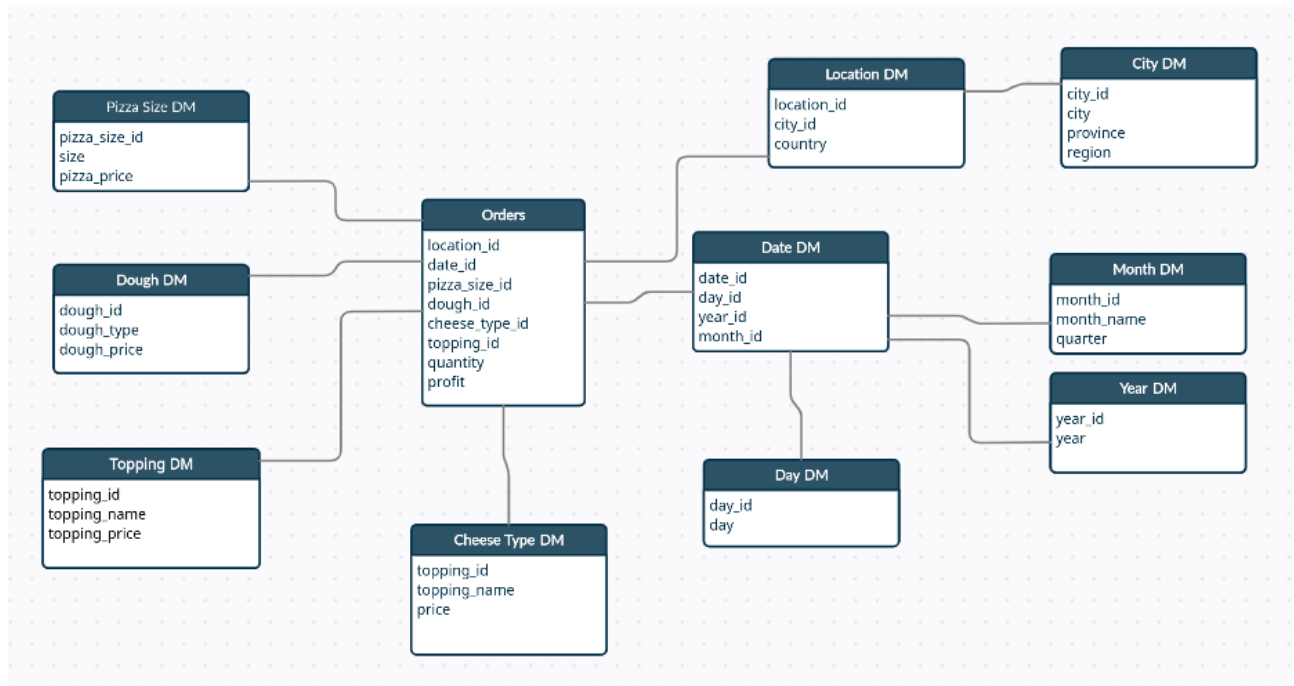 Pizza Size DM
pizza_size_id
size
pizza_price
Dough DM
dough_id
dough_type
dough_price
Topping DM
topping_id
topping_name
topping_price
Orders
location_id
date_id
pizza_size_id
dough_id
cheese_type_id
topping_id
quantity
profit
Cheese Type DM
topping_id
topping_name
price
Location DM
location_id
city_id
country
City DM
city_id
city
province
region
Date DM
date_id
day_id
year_id
month_id
Month DM
month_id
month_name
quarter
Year DM
year_id
year
Day DM
day_id
day